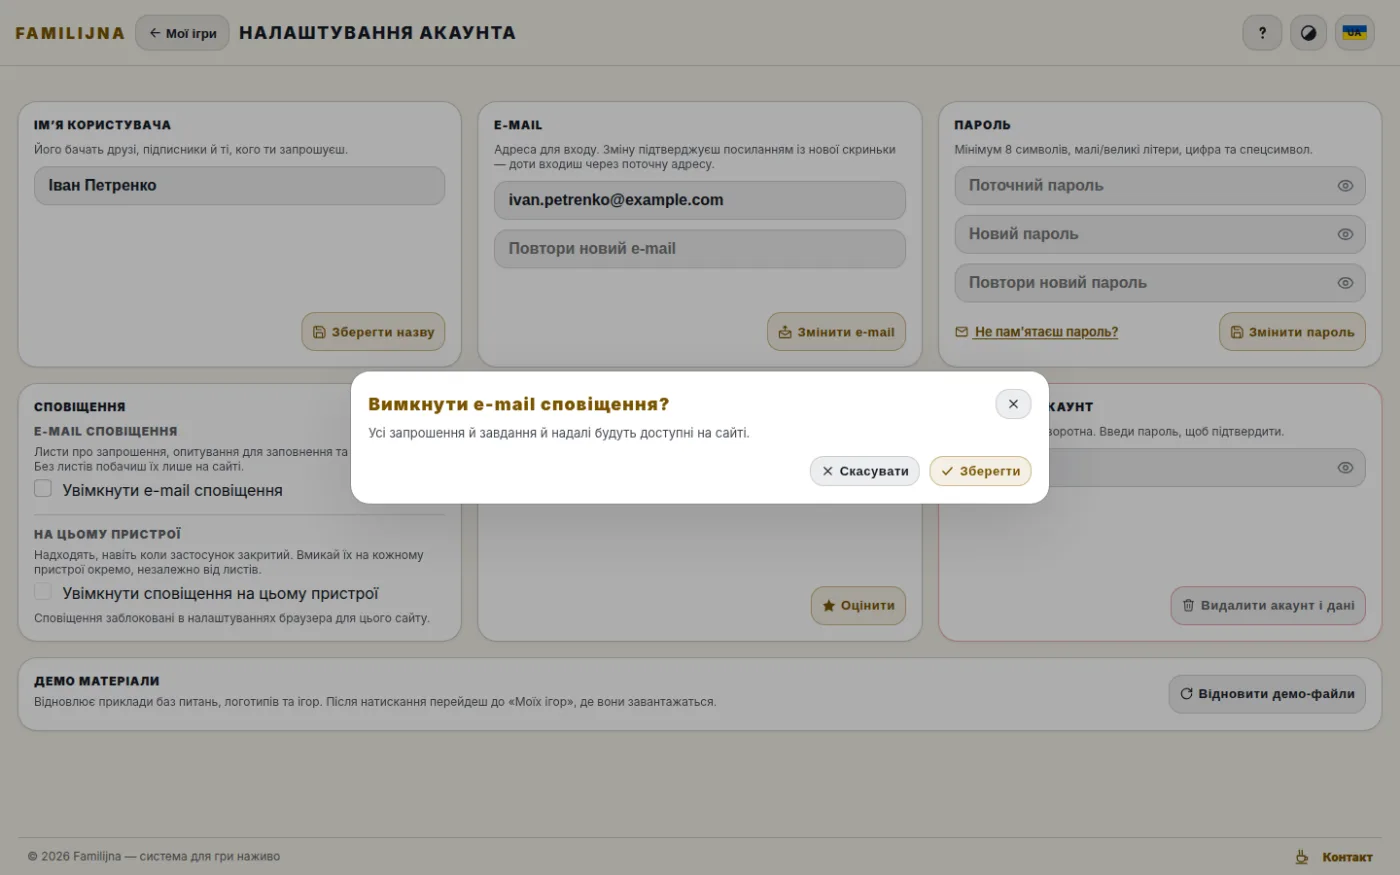 FAMILIJNA
Мої ігри
НАЛАШТУВАННЯ АКАУНТА
?
UA
ІМ'Я КОРИСТУВАЧА
Його бачать друзі, підписники й ті, кого ти запрошуєш.
Іван Петренко
Зберегти назву
E-MAIL
Адреса для входу. Зміну підтверджуєш посиланням із нової скриньки
— доти входиш через поточну адресу.
ivan.petrenko@example.com
Повтори новий e-mail
Змінити e-mail
ПАРОЛЬ
Мінімум 8 символів, малі/великі літери, цифра та спецсимвол.
Поточний пароль
Новий пароль
Повтори новий пароль
Не пам'ятаєш пароль?
Змінити пароль
Вимкнути e-mail сповіщення?
Усі запрошення й завдання й надалі будуть доступні на сайті.
Скасувати
Зберегти
СПОВІЩЕННЯ
E-MAIL СПОВІЩЕННЯ
Листи про запрошення, опитування для заповнення та
Без листів побачиш їх лише на сайті.
Увімкнути e-mail сповіщення
НА ЦЬОМУ ПРИСТРОЇ
Надходять, навіть коли застосунок закритий. Вмикай їх на кожному
пристрої окремо, незалежно від листів.
Увімкнути сповіщення на цьому пристрої
Сповіщення заблоковані в налаштуваннях браузера для цього сайту.
Оцінити
КАУНТ
воротна. Введи пароль, щоб підтвердити.
Видалити акаунт і дані
ДЕМО МАТЕРІАЛИ
Відновлює приклади баз питань, логотипів та ігор. Після натискання перейдеш до «Моїх ігор», де вони завантажаться.
Відновити демо-файли
© 2026 Familijna — система для гри наживо
Контакт